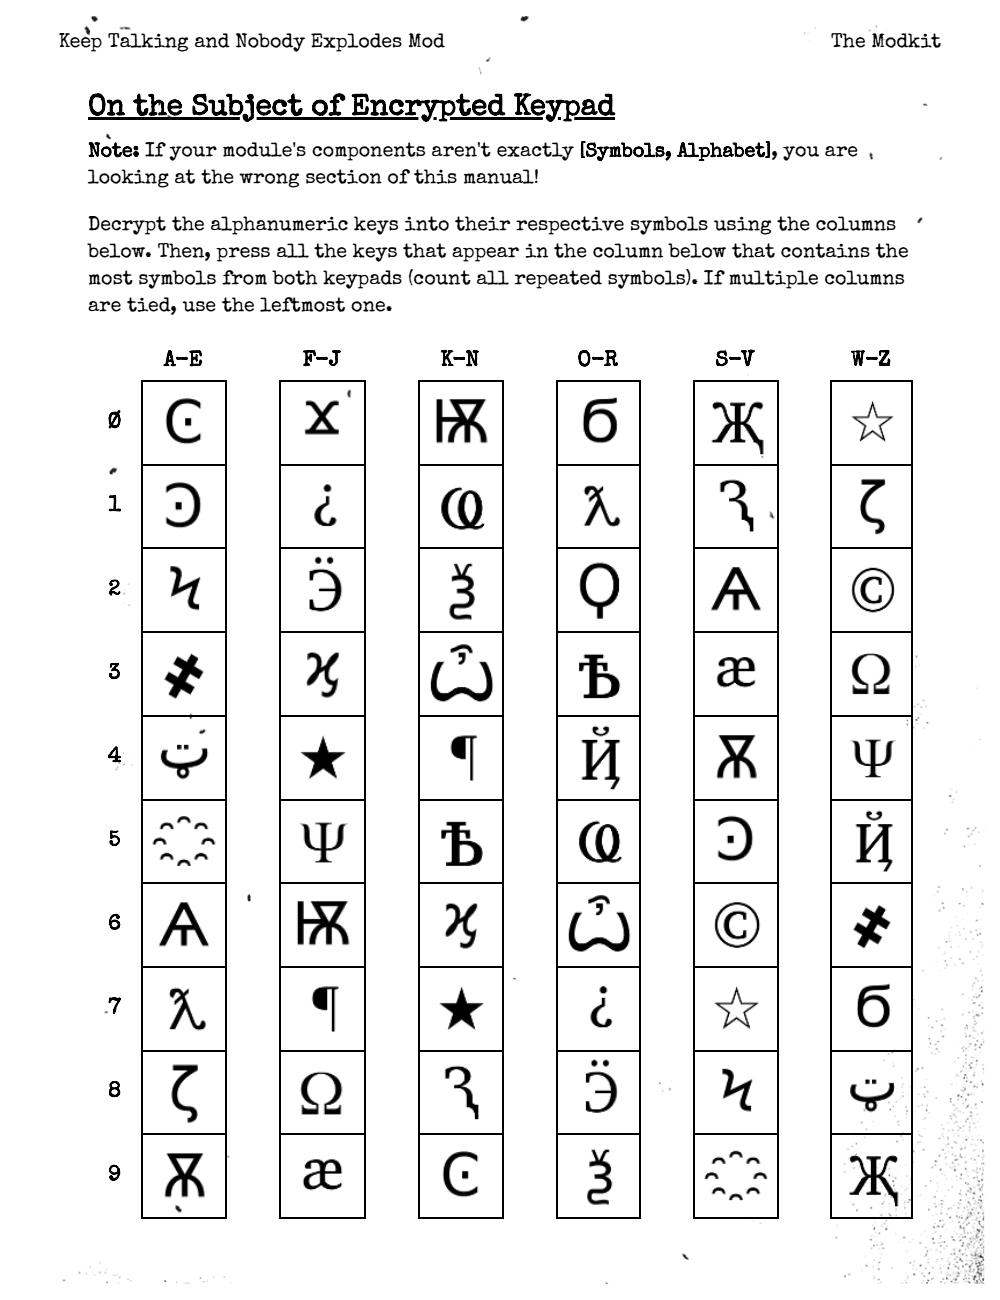 Keep Talking and Nobody Explodes Mod The Modkit
On the Subject of Encrypted Keypad
Note: If your module's components aren't exactly [Symbols, Alphabet], you are
looking at the wrong section of this manual!
Decrypt the alphanumeric keys into their respective symbols using the columns
below. Then, press all the keys that appear in the column below that contains the
most symbols from both keypads (count all repeated symbols). If multiple columns
are tied, use the leftmost one.
A-E F-J K-N O-R S-V W-Z
0 Ͼ Ӿ Ѭ б Җ ☆
1 Ͽ ¿ Ҩ ƛ Ԇ ζ
2 Ϟ Ӭ Ѯ Ϙ Ѧ ©
3 ҂ ϗ Ѽ Ѣ æ Ω
4 ټ ★ ¶ Ҋ Ѫ Ψ
5 ҈ Ψ Ѣ Ҩ Ͽ Ҋ
6 Ѧ Ѭ ϗ Ѽ © ҂
7 ƛ ¶ ★ ¿ ☆ б
8 ζ Ω Ԇ Ӭ Ϟ ټ
9 Ѫ æ Ͼ Ѯ ҈ Җ